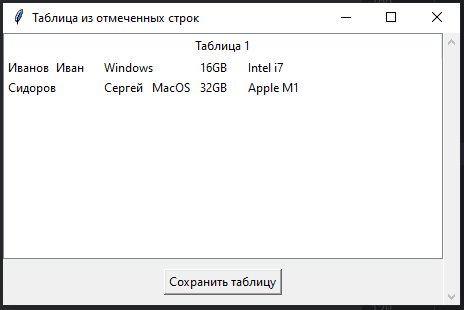 Таблица из отмеченных строк
Таблица 1
Иванов Иван Windows 16GB Intel i7
Сидоров Сергей MacOS 32GB Apple M1
Сохранить таблицу